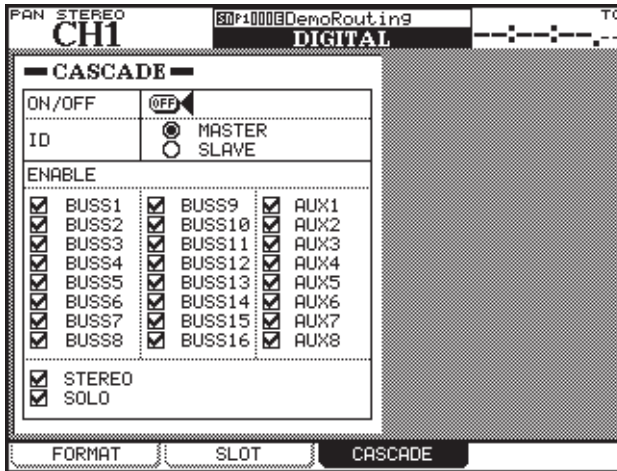 PAN STEREO
CH1
DemoRouting
DIGITAL
TC
--:--:--.--
CASCADE
ON/OFF OFF
ID MASTER
SLAVE
ENABLE
BUSS1 BUSS9 AUX1
BUSS2 BUSS10 AUX2
BUSS3 BUSS11 AUX3
BUSS4 BUSS12 AUX4
BUSS5 BUSS13 AUX5
BUSS6 BUSS14 AUX6
BUSS7 BUSS15 AUX7
BUSS8 BUSS16 AUX8
STEREO
SOLO
FORMAT SLOT CASCADE